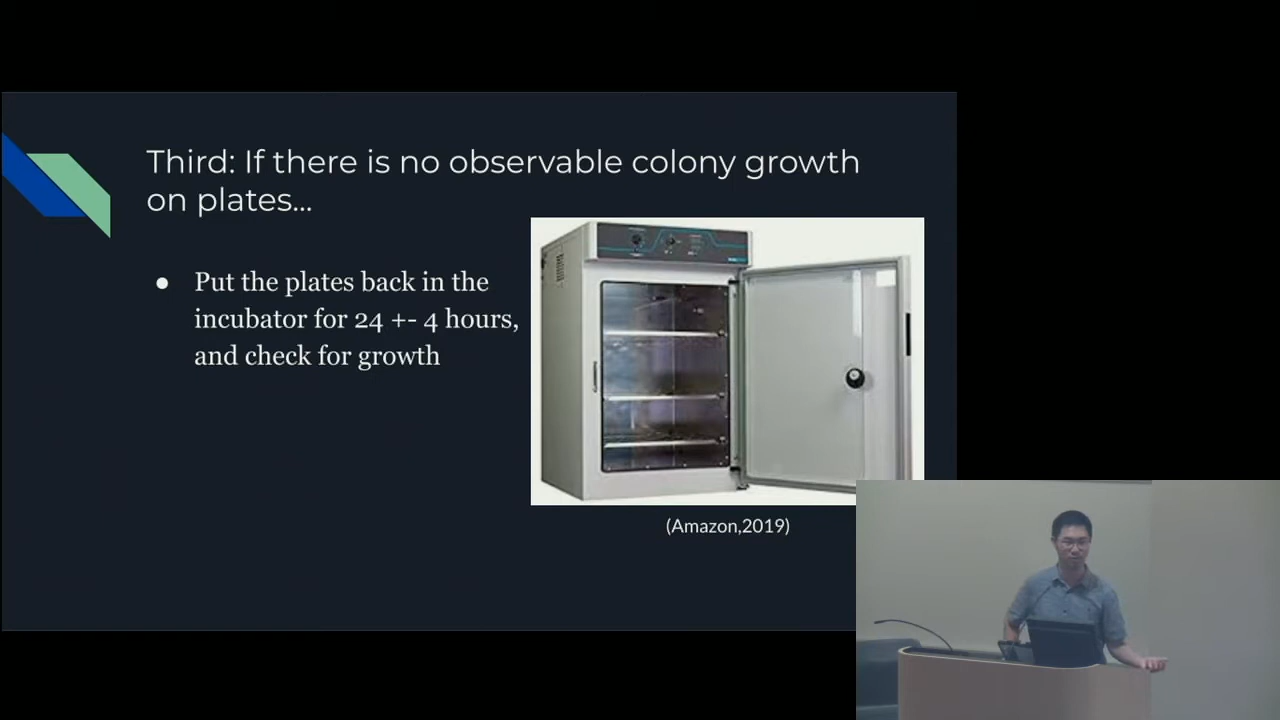 Third: If there is no observable colony growth
on plates...
● Put the plates back in the
incubator for 24 +- 4 hours,
and check for growth
(Amazon,2019)